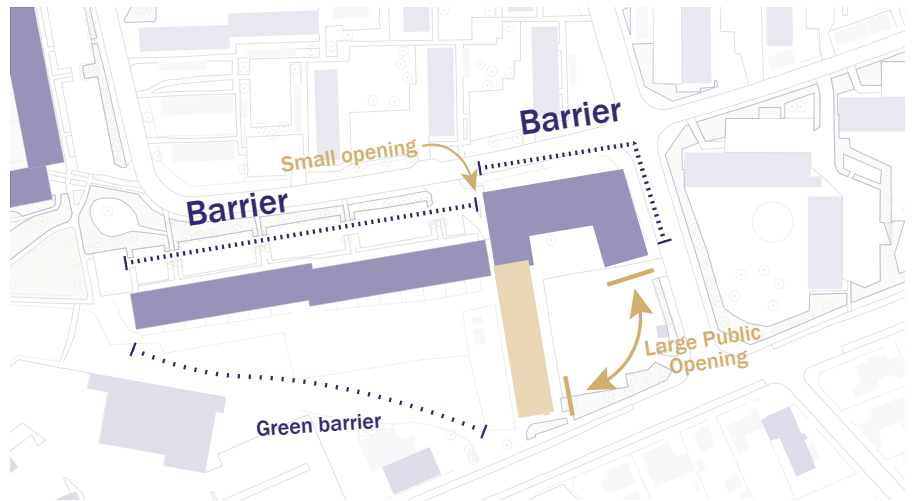 Barrier
Small opening
Barrier
Large Public
Opening
Green barrier